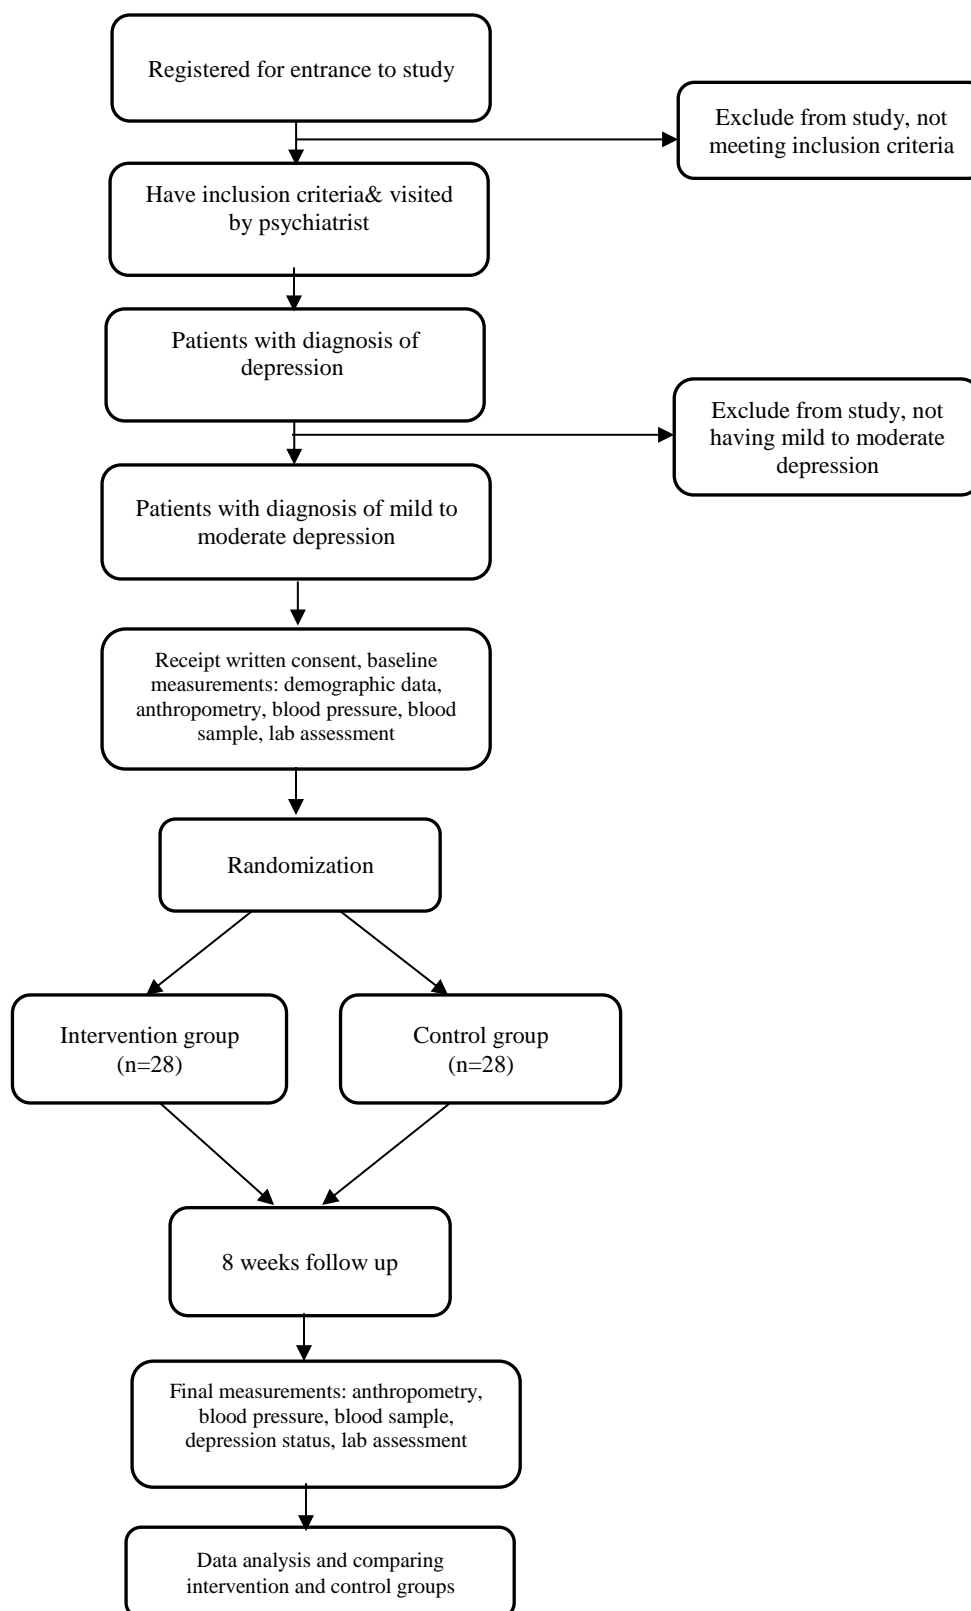 Registered for entrance to study
Exclude from study, not
meeting inclusion criteria
Have inclusion criteria& visited
by psychiatrist
Patients with diagnosis of
depression
Exclude from study, not
having mild to moderate
depression
Patients with diagnosis of mild to
moderate depression
Receipt written consent, baseline
measurements: demographic data,
anthropometry, blood pressure, blood
sample, lab assessment
Randomization
Intervention group
(n=28)
Control group
(n=28)
8 weeks follow up
Final measurements: anthropometry,
blood pressure, blood sample,
depression status, lab assessment
Data analysis and comparing
intervention and control groups